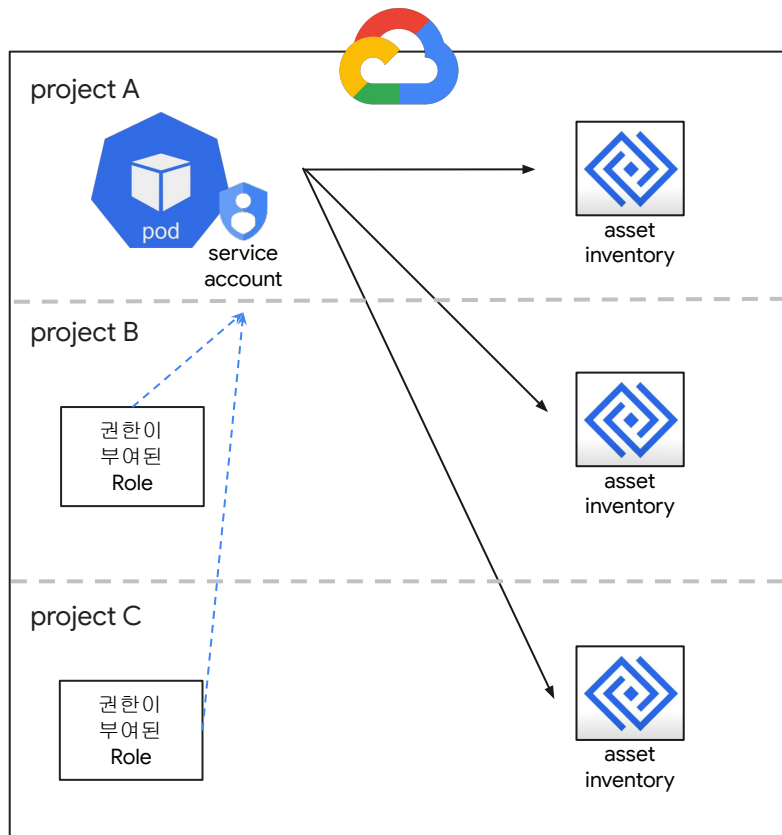 project A
pod
service
account
asset
inventory
project B
권한이
부여된
Role
asset
inventory
project C
권한이
부여된
Role
asset
inventory